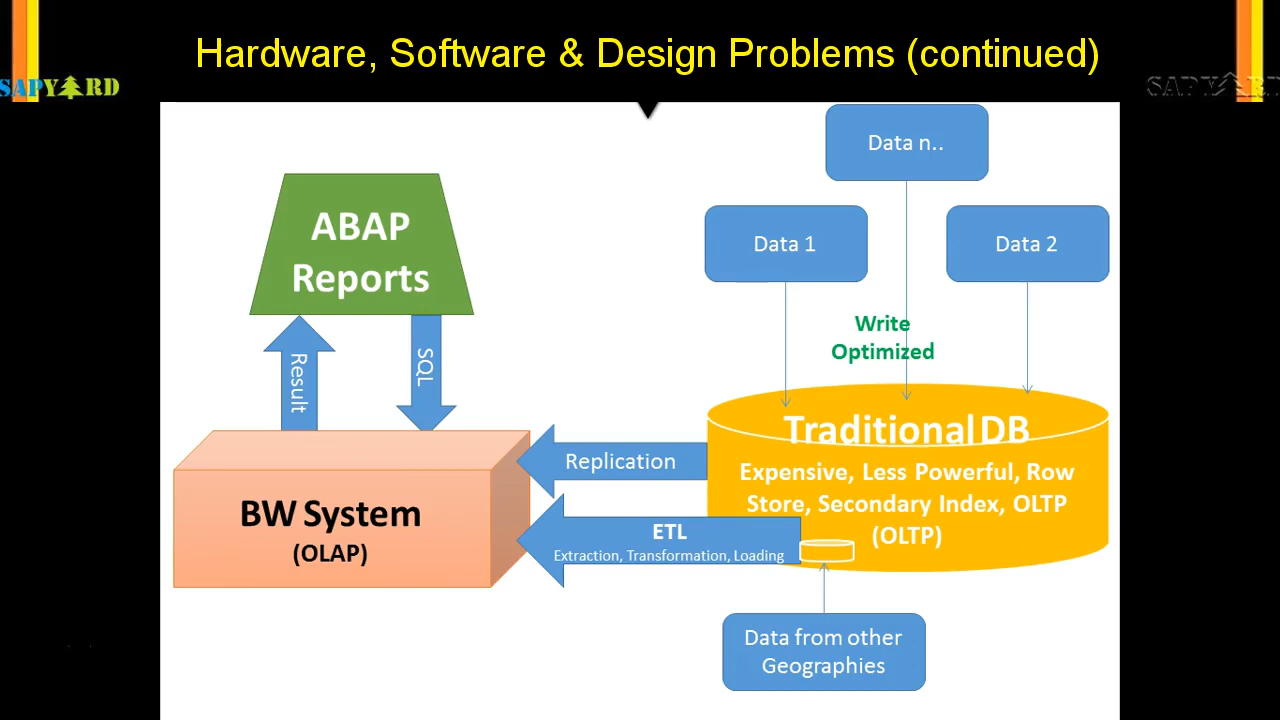 Hardware, Software & Design Problems (continued)
SAPYARD
SAPYARD
Data n..
Data 1
Data 2
ABAP
Reports
Write
Optimized
Result
SQL
Traditional DB
Expensive, Less Powerful, Row
Store, Secondary Index, OLTP
(OLTP)
Replication
BW System
(OLAP)
ETL
Extraction, Transformation, Loading
Data from other
Geographies